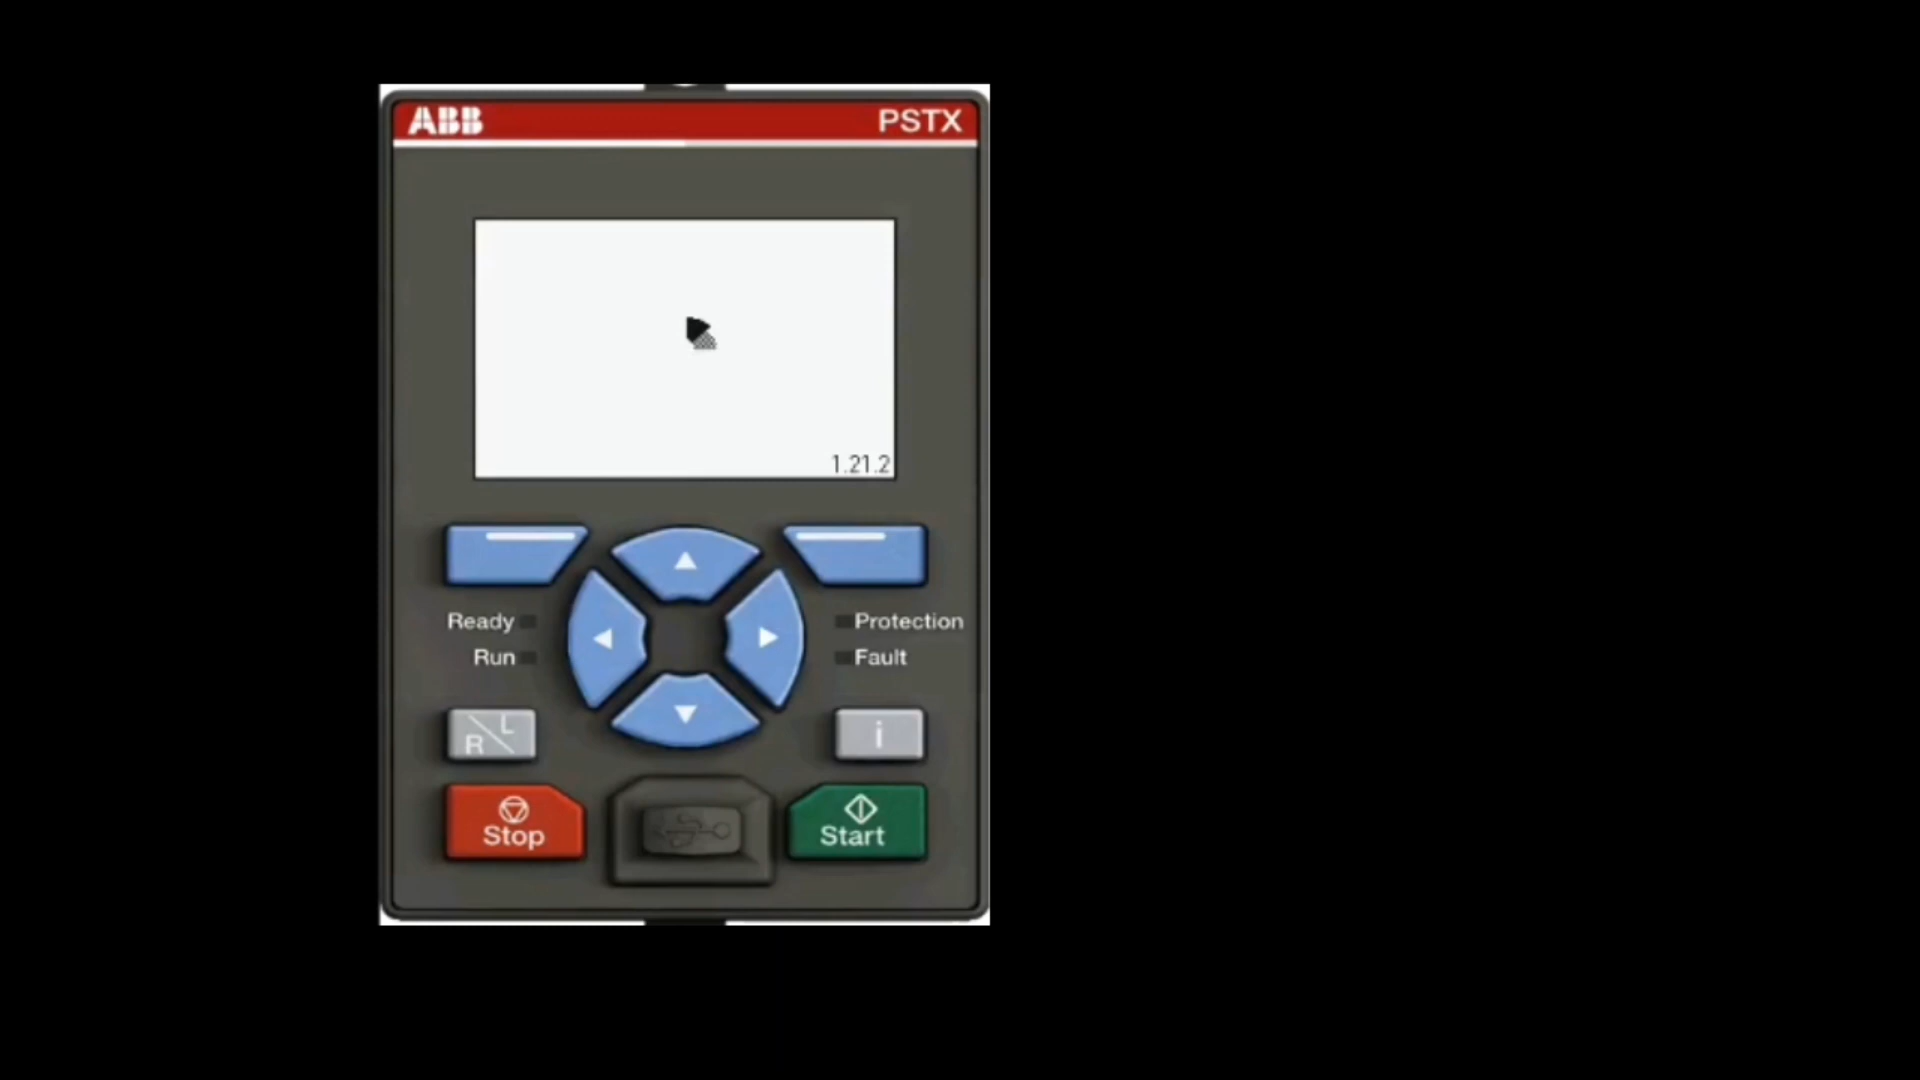 ABB PSTX
1.21.2
Ready
Protection
Run
Fault
L
R
i
Stop
Start